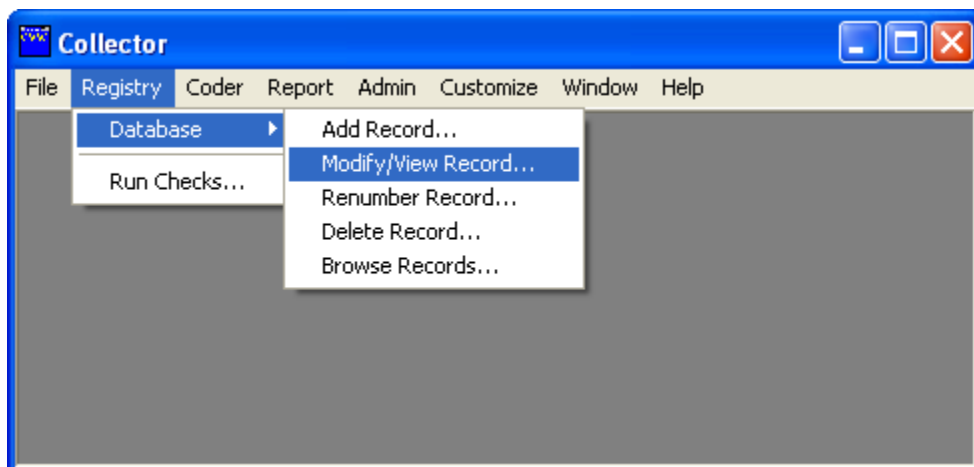 Collector
File Registry Coder Report Admin Customize Window Help
Database
Run Checks...
Add Record...
Modify/View Record...
Renumber Record...
Delete Record...
Browse Records...